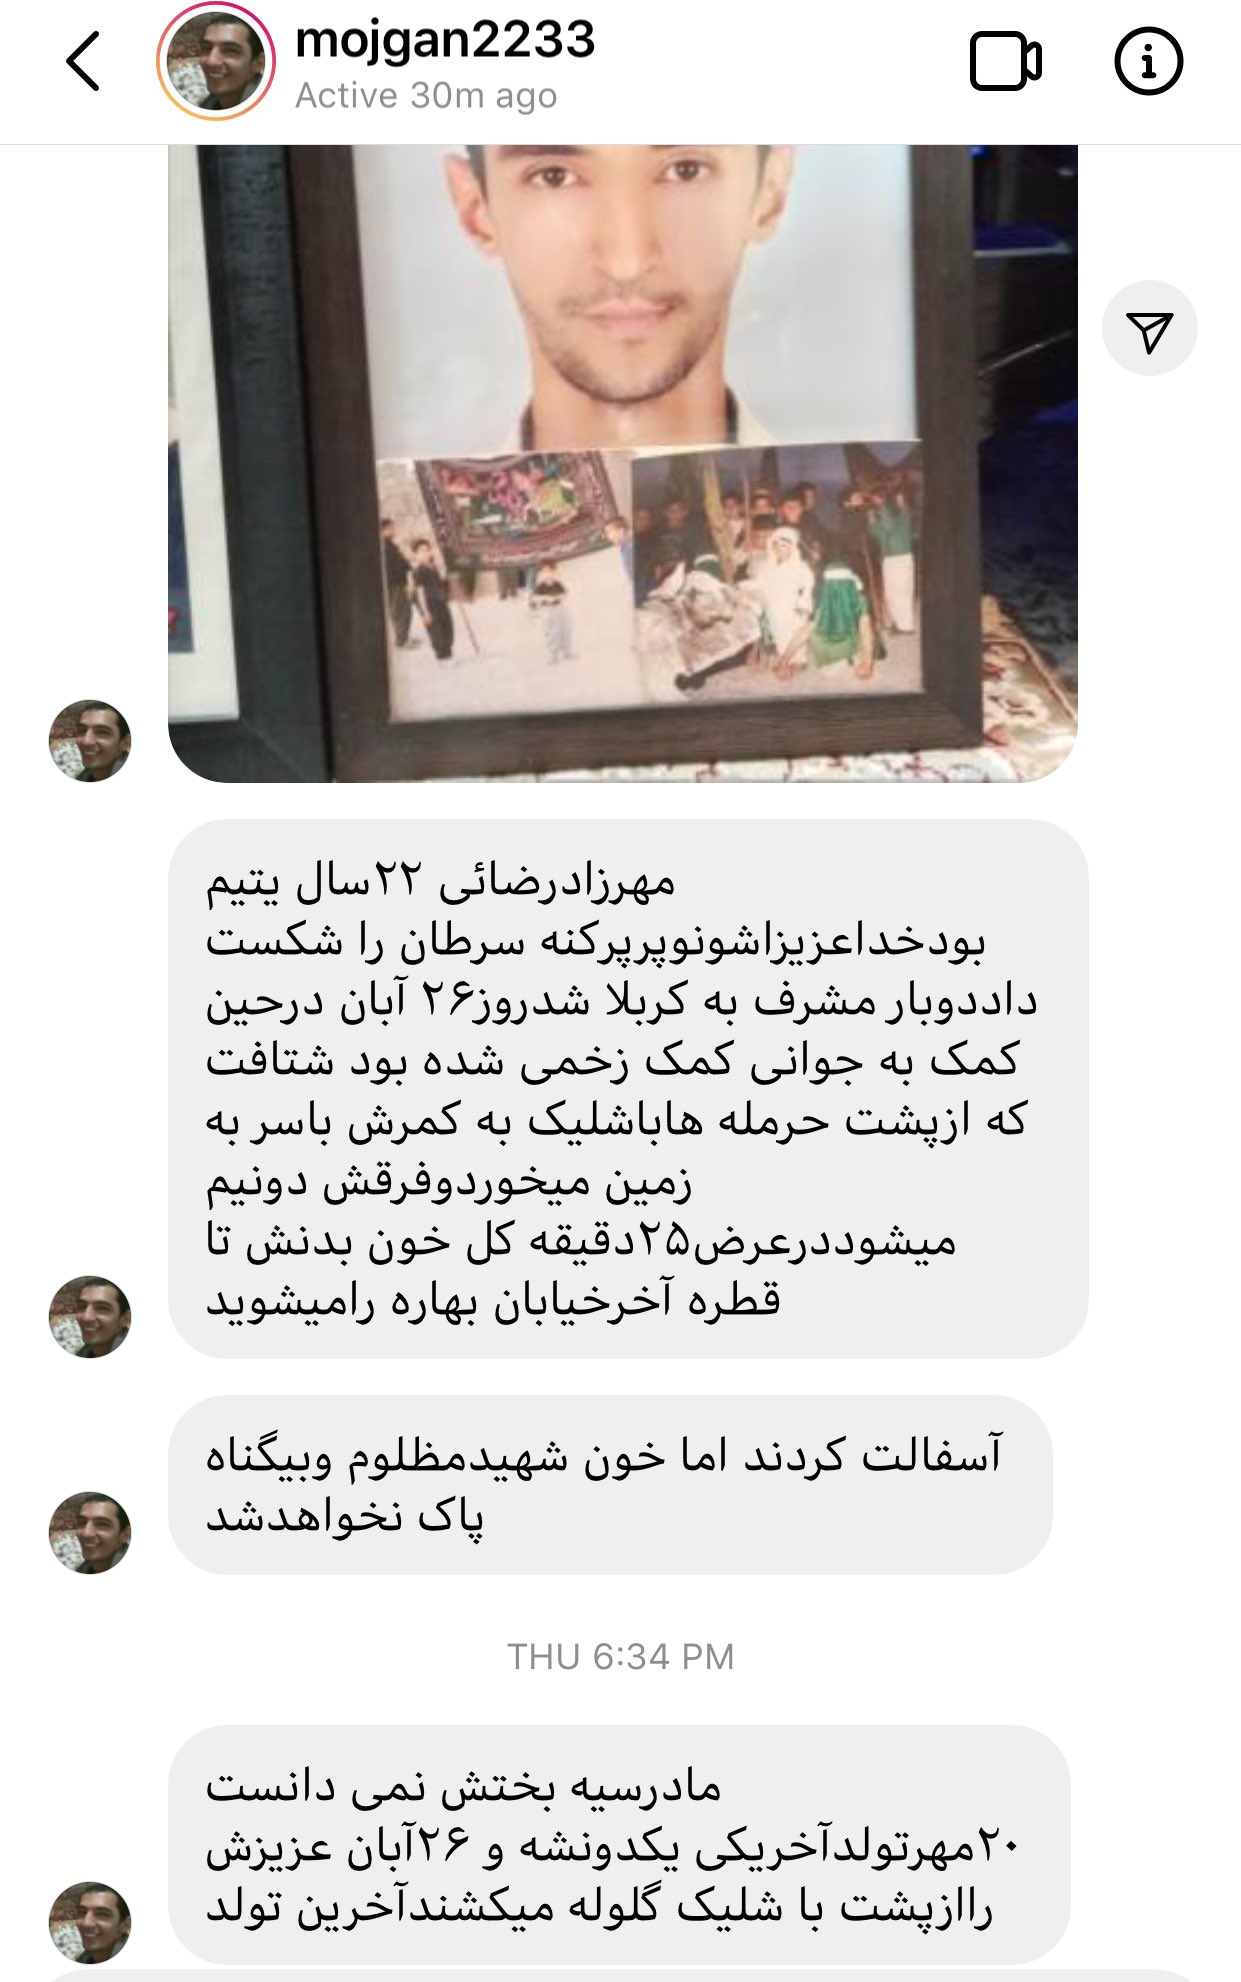 mojgan2233
Active 30m ago
مهرزادرضائی ۲۲سال یتیم
بودخداعزیزاشونوپرپرکنه سرطان را شکست
داددوبار مشرف به کربلا شدروز۲۶ آبان درحین
کمک به جوانی کمک زخمی شده بود شتافت
که ازپشت حرمله هاباشلیک به کمرش باسر به
زمین میخوردوفرقش دونیم
میشوددرعرض۲۵دقیقه کل خون بدنش تا
قطره آخرخیابان بهاره رامیشوید
آسفالت کردند اما خون شهیدمظلوم وبیگناه
پاک نخواهدشد
THU 6:34 PM
مادرسیه بختش نمی دانست
۲۰مهرتولدآخریکی یکدونشه و ۲۶آبان عزیزش
راازپشت با شلیک گلوله میکشندآخرین تولد